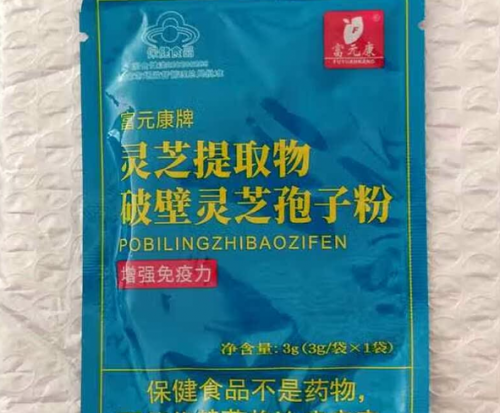 保健食品
富元康
FUYUANKANG
富元康牌
灵芝提取物
破壁灵芝孢子粉
POBILINGZHIBAOZIFEN
增强免疫力
净含量: 3g (3g/袋×1袋)
保健食品不是药物,